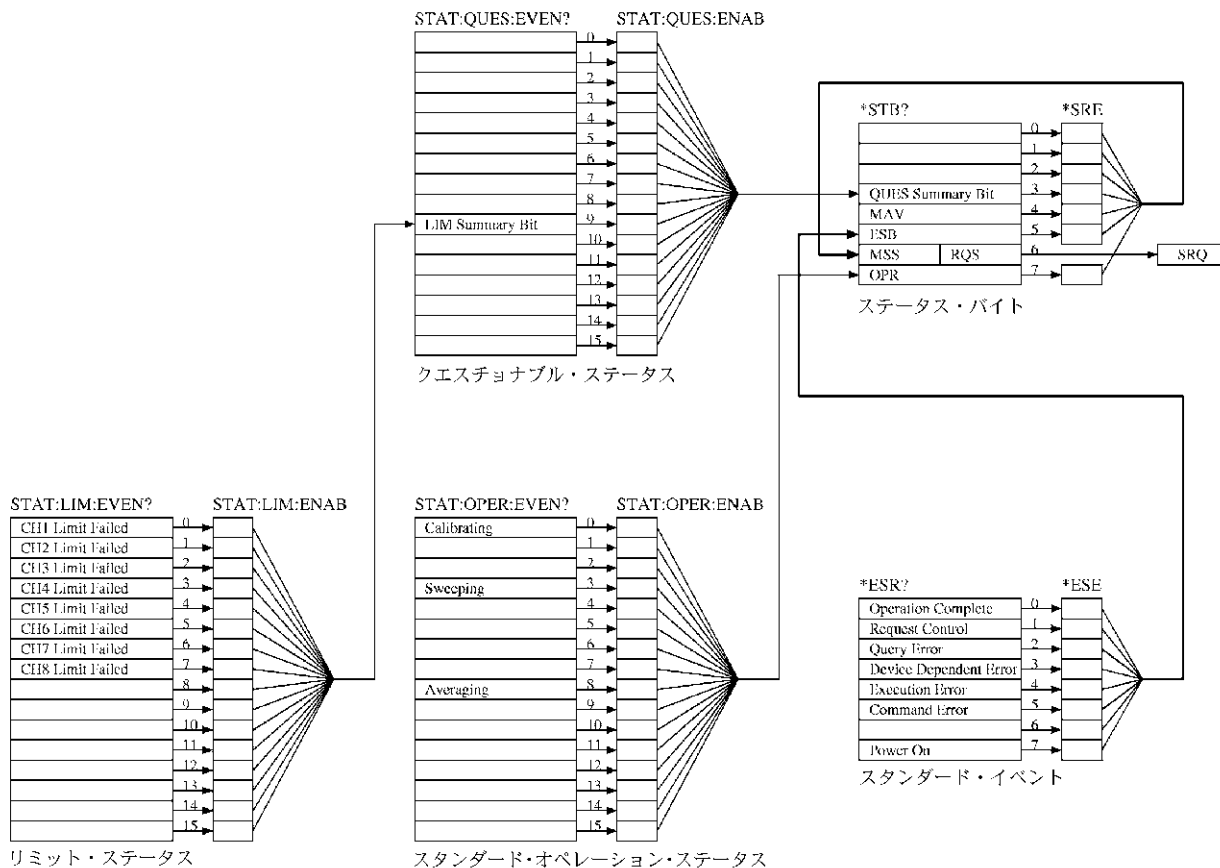 STAT:QUES:EVEN? STAT:QUES:ENAB
0
1
2
3
4
5
6
7
8
LIM Summary Bit 9
10
11
12
13
14
15
クエスチョナブル・ステータス
*STB? *SRE
0
1
2
QUES Summary Bit 3
MAV 4
ESB 5
MSS RQS 6 SRQ
OPR 7
ステータス・バイト
STAT:LIM:EVEN? STAT:LIM:ENAB
CH1 Limit Failed 0
CH2 Limit Failed 1
CH3 Limit Failed 2
CH4 Limit Failed 3
CH5 Limit Failed 4
CH6 Limit Failed 5
CH7 Limit Failed 6
CH8 Limit Failed 7
8
9
10
11
12
13
14
15
リミット・ステータス
STAT:OPER:EVEN? STAT:OPER:ENAB
Calibrating 0
1
2
Sweeping 3
4
5
6
7
Averaging 8
9
10
11
12
13
14
15
スタンダード・オペレーション・ステータス
*ESR? *ESE
Operation Complete 0
Request Control 1
Query Error 2
Device Dependent Error 3
Execution Error 4
Command Error 5
6
Power On 7
スタンダード・イベント